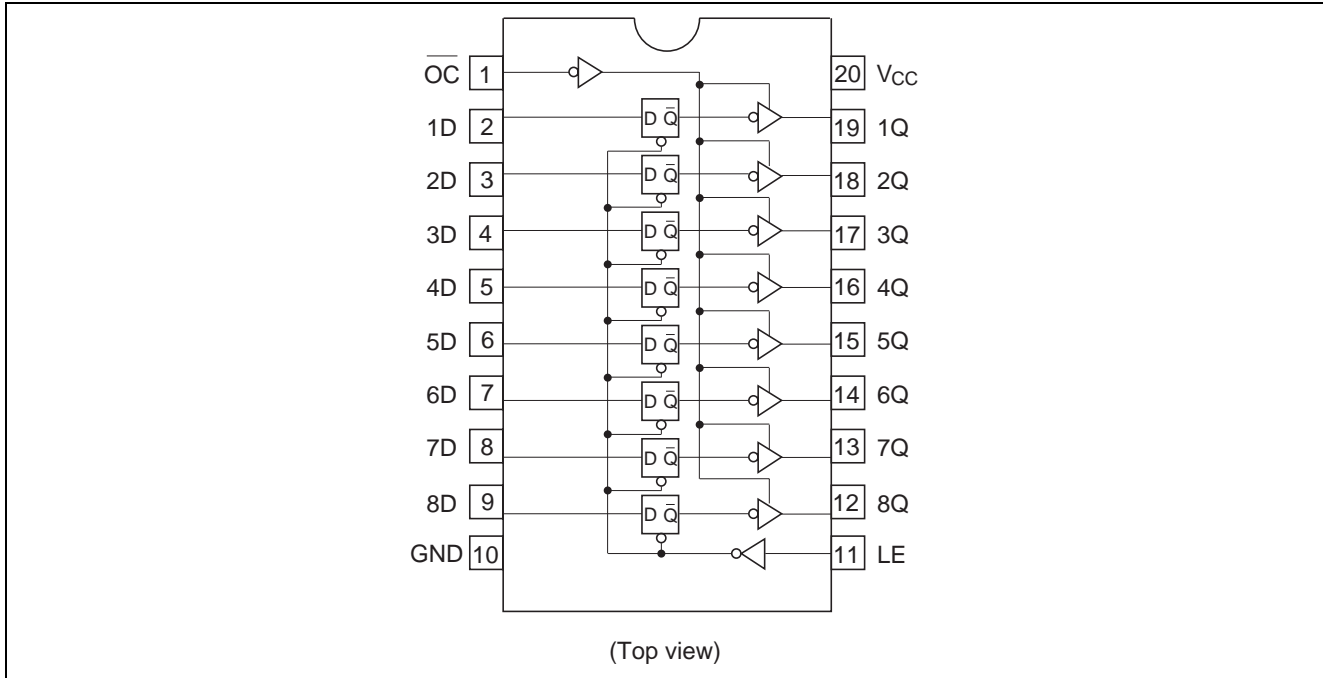 O̅C̅ 1 20 VCC
D Q̅
1D 2 19 1Q
D Q̅
2D 3 18 2Q
D Q̅
3D 4 17 3Q
D Q̅
4D 5 16 4Q
D Q̅
5D 6 15 5Q
D Q̅
6D 7 14 6Q
D Q̅
7D 8 13 7Q
8D 9 12 8Q
D Q̅
GND 10 11 LE
(Top view)